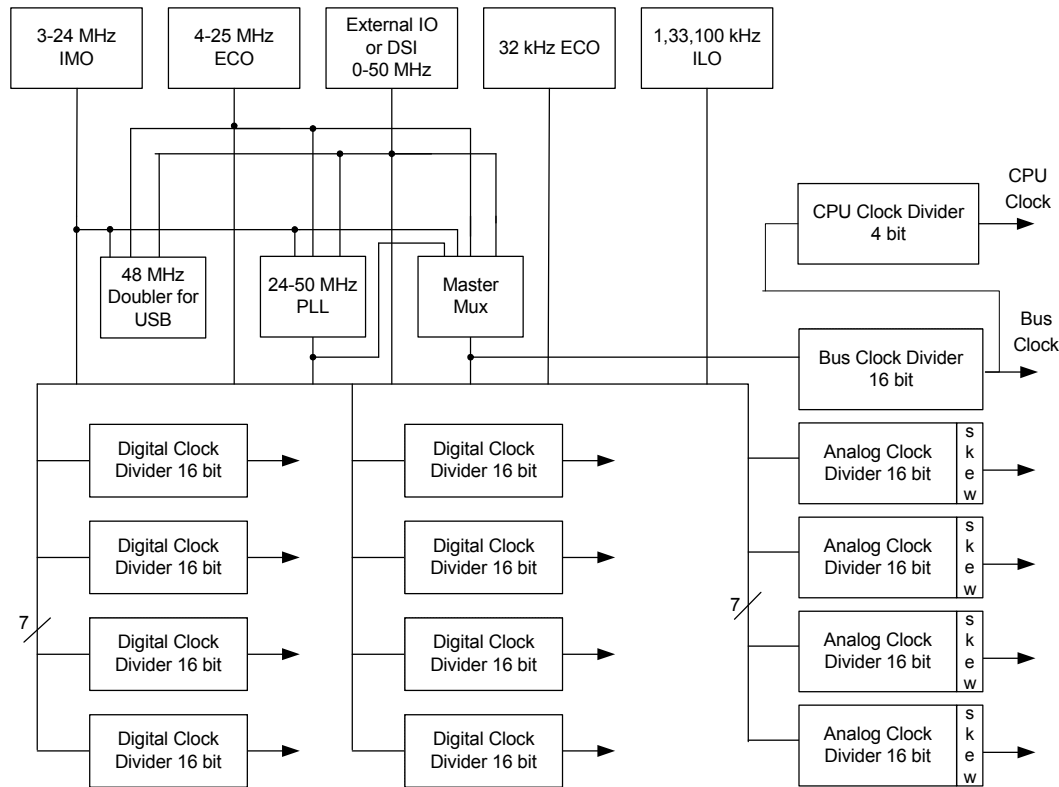 3-24 MHz
IMO
4-25 MHz
ECO
External IO
or DSI
0-50 MHz
32 kHz ECO
1,33,100 kHz
ILO
48 MHz
Doubler for
USB
24-50 MHz
PLL
Master
Mux
CPU Clock Divider
4 bit
CPU
Clock
Bus Clock Divider
16 bit
Bus
Clock
Digital Clock
Divider 16 bit
Digital Clock
Divider 16 bit
Analog Clock
Divider 16 bit
s
k
e
w
Digital Clock
Divider 16 bit
Digital Clock
Divider 16 bit
Analog Clock
Divider 16 bit
s
k
e
w
7
7
Digital Clock
Divider 16 bit
Digital Clock
Divider 16 bit
Analog Clock
Divider 16 bit
s
k
e
w
Digital Clock
Divider 16 bit
Digital Clock
Divider 16 bit
Analog Clock
Divider 16 bit
s
k
e
w